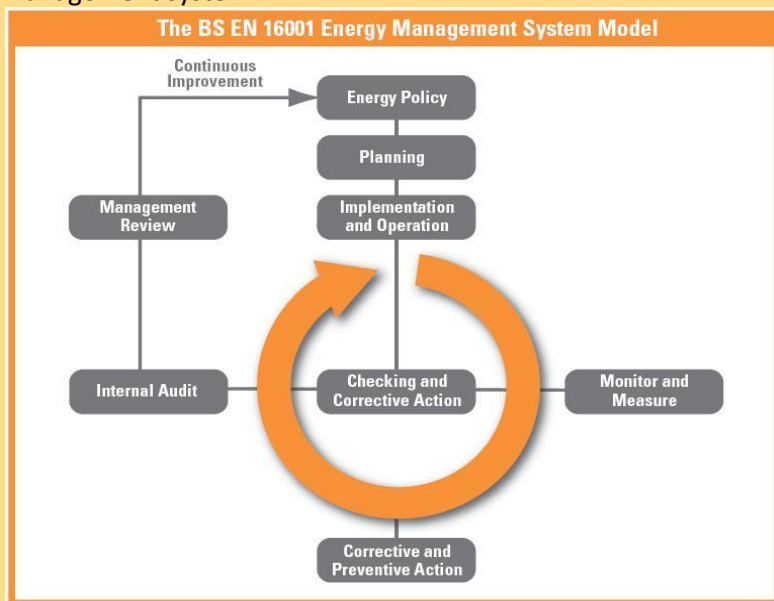 The BS EN 16001 Energy Management System Model
Continuous
Improvement
Energy Policy
Planning
Management
Review
Implementation
and Operation
Internal Audit
Checking and
Corrective Action
Monitor and
Measure
Corrective and
Preventive Action